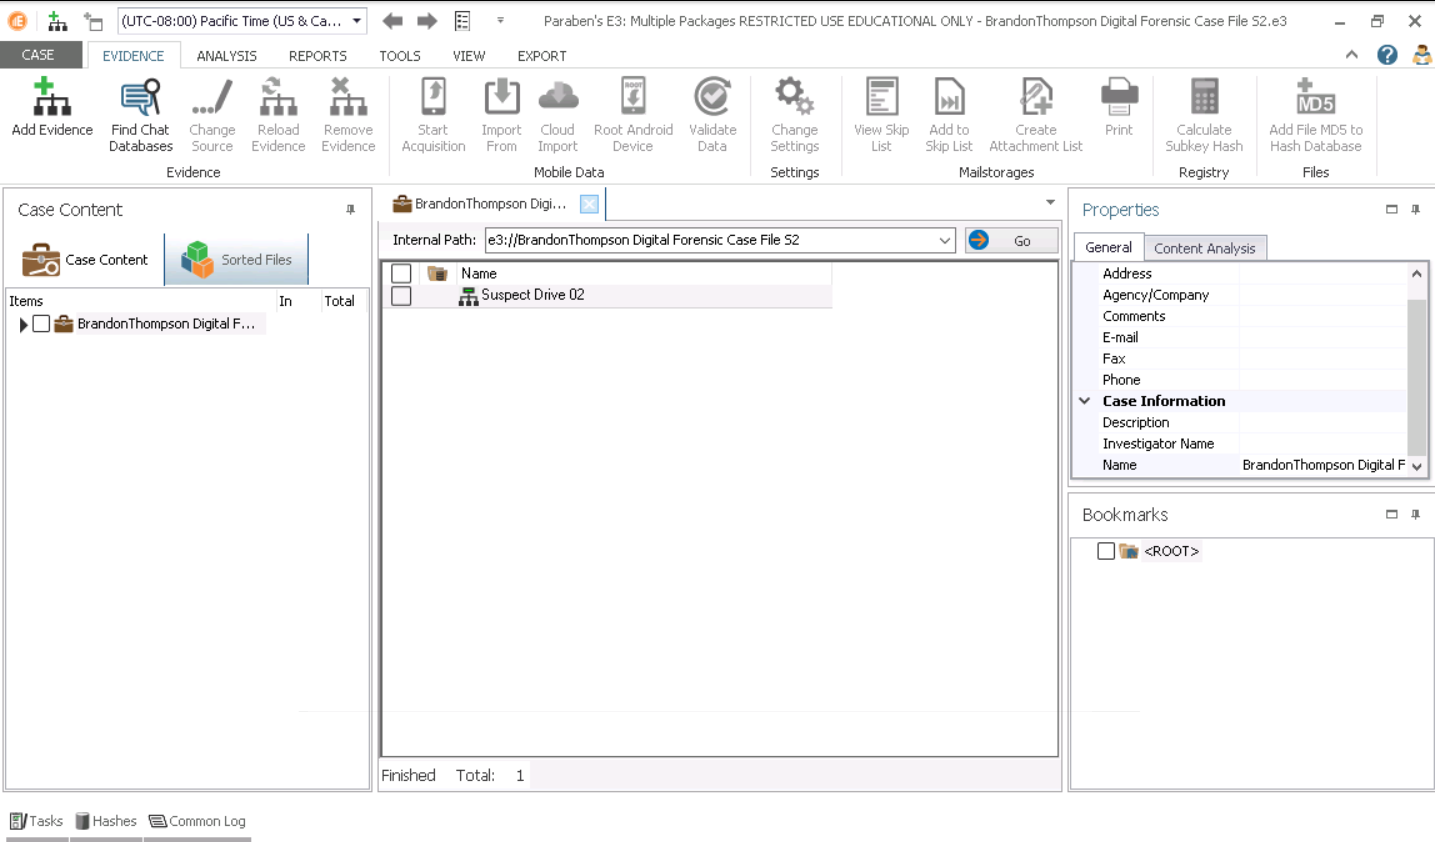 (UTC-08:00) Pacific Time (US & Ca...
Paraben's E3: Multiple Packages RESTRICTED USE EDUCATIONAL ONLY - BrandonThompson Digital Forensic Case File S2.e3
CASE EVIDENCE ANALYSIS REPORTS TOOLS VIEW EXPORT
Add Evidence
Find Chat
Databases
Change
Source
Reload
Evidence
Remove
Evidence
Evidence
Start
Acquisition
Import
From
Cloud
Import
ROOT
Root Android
Device
Validate
Data
Mobile Data
Change
Settings
Settings
View Skip
List
Add to
Skip List
Create
Attachment List
Print
Mailstorages
Calculate
Subkey Hash
Registry
MD5
Add File MD5 to
Hash Database
Files
Case Content
Case Content
Sorted Files
Items In Total
BrandonThompson Digital F...
BrandonThompson Digi...
Internal Path: e3://BrandonThompson Digital Forensic Case File S2 Go
Name
Suspect Drive 02
Finished Total: 1
Properties
General Content Analysis
Address
Agency/Company
Comments
E-mail
Fax
Phone
Case Information
Description
Investigator Name
Name BrandonThompson Digital F
Bookmarks
<ROOT>
Tasks Hashes Common Log